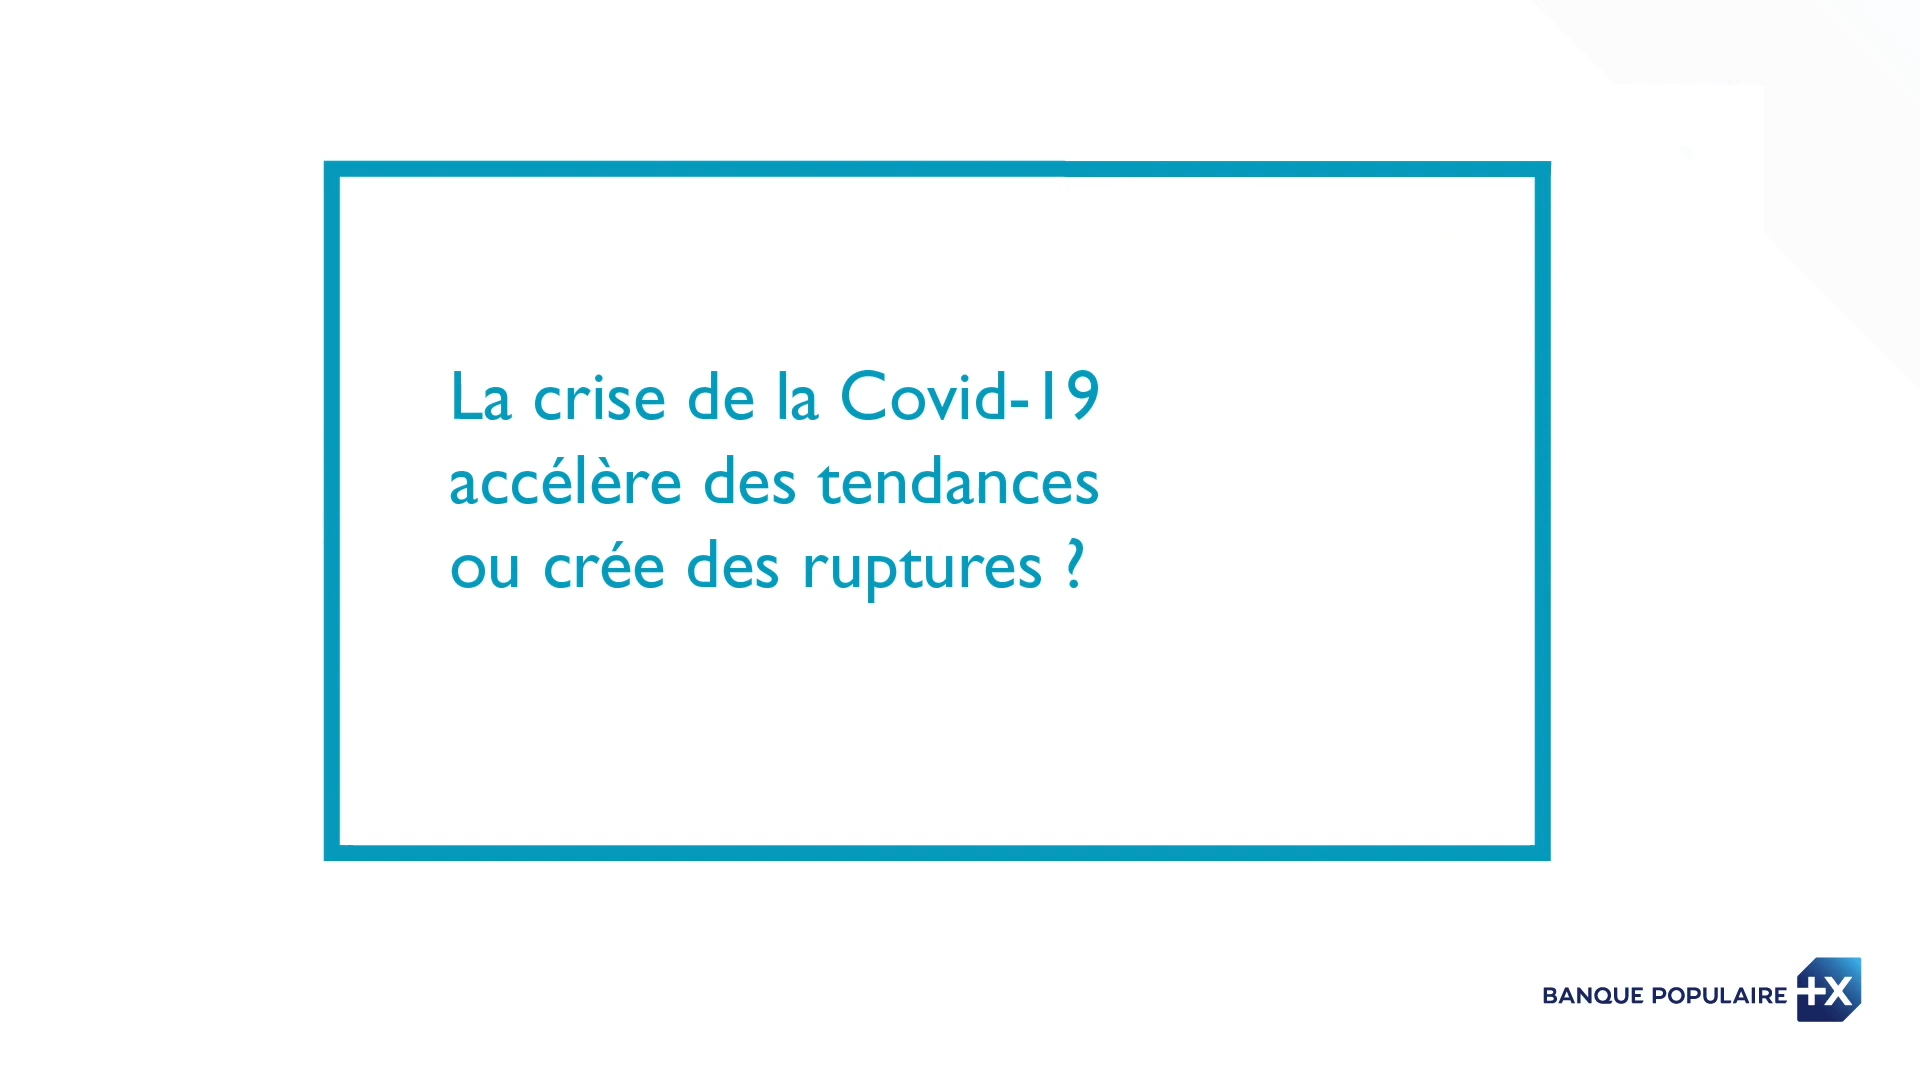 La crise de la Covid-19
accélère des tendances
ou crée des ruptures ?
BANQUE POPULAIRE +X